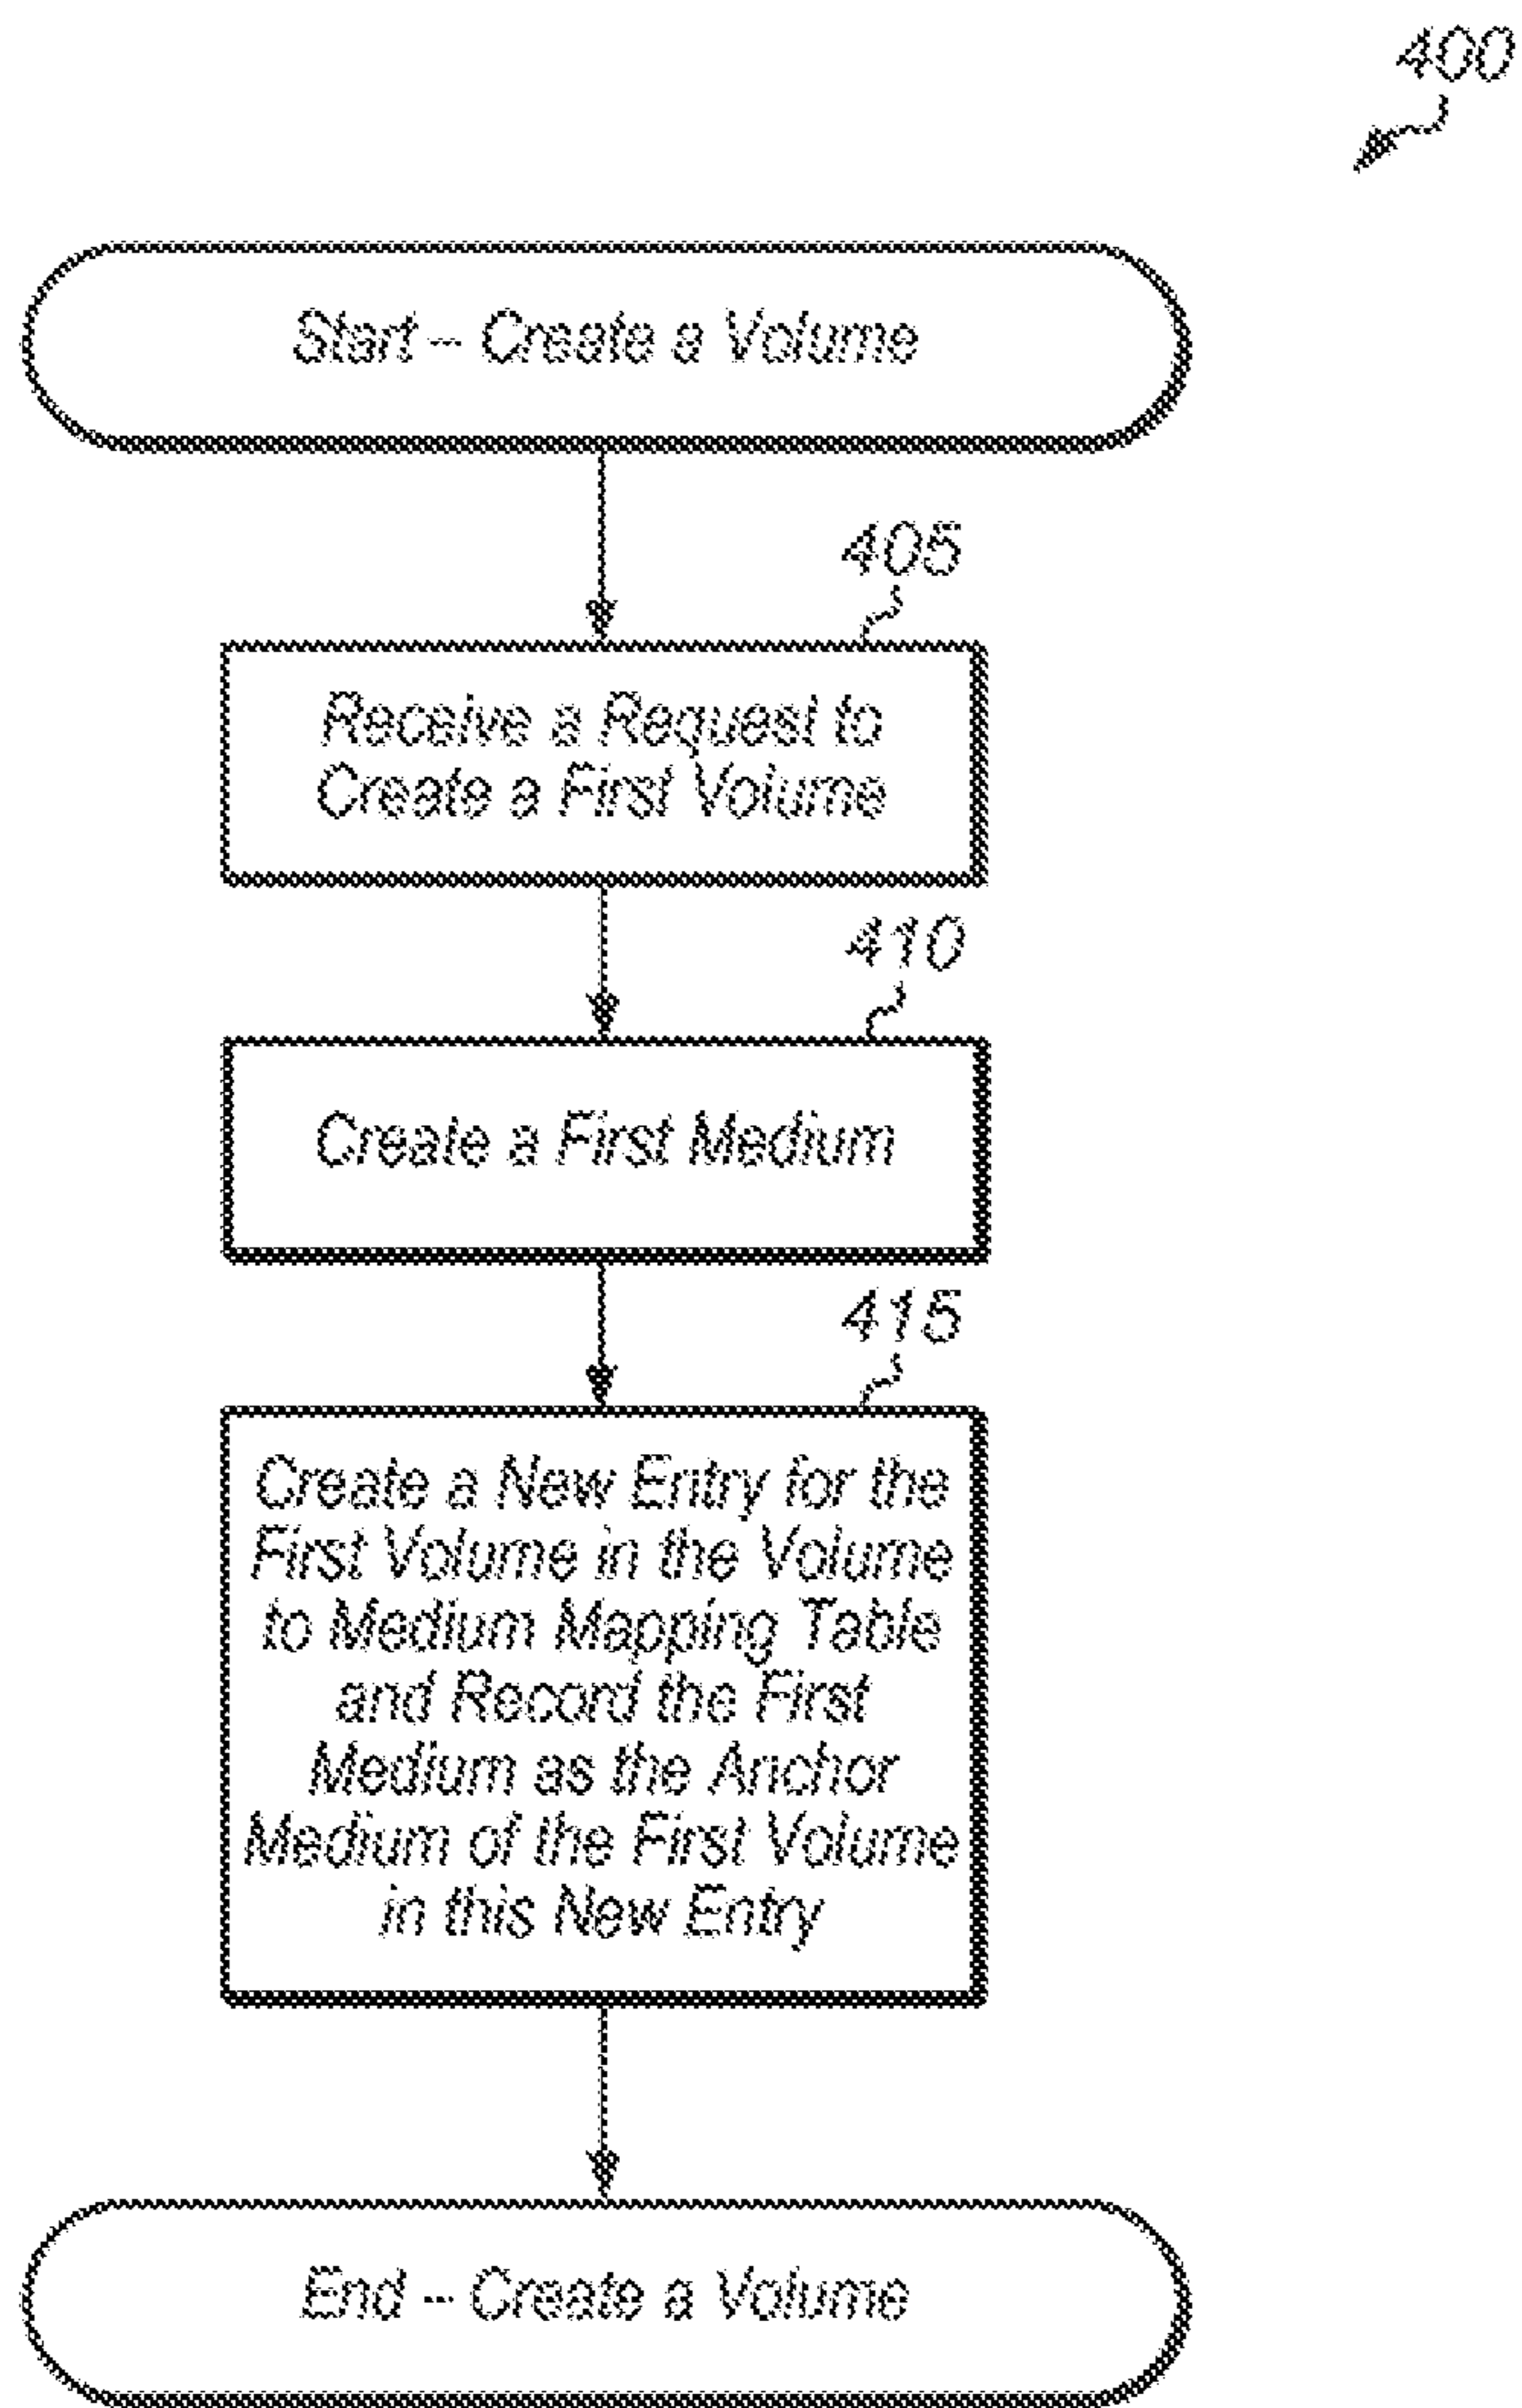 400
Start -- Create a Volume
405
Receive a Request to
Create a First Volume
410
Create a First Medium
415
Create a New Entry for the
First Volume in the Volume
to Medium Mapping Table
and Record the First
Medium as the Anchor
Medium of the First Volume
in this New Entry
End -- Create a Volume